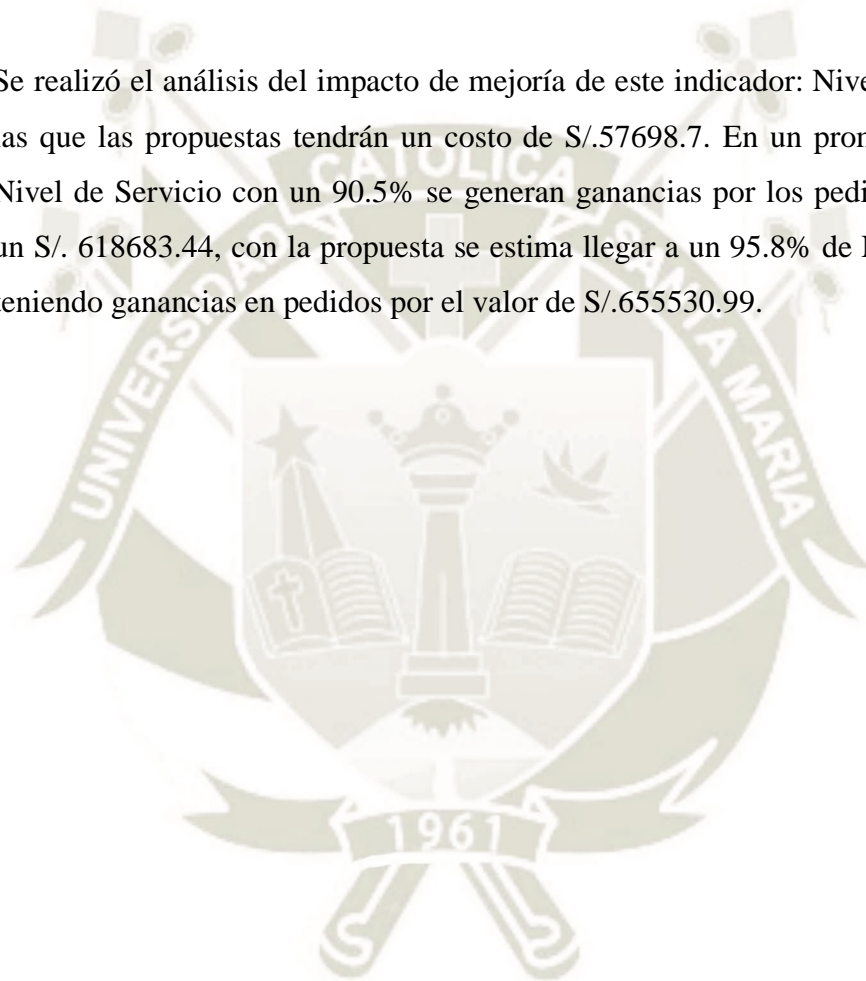 Se realizó el análisis del impacto de mejoría de este indicador: Nive
las que las propuestas tendrán un costo de S/.57698.7. En un pron
Nivel de Servicio con un 90.5% se generan ganancias por los pedi
un S/. 618683.44, con la propuesta se estima llegar a un 95.8% de
teniendo ganancias en pedidos por el valor de S/.655530.99.
UNIVERSIDAD CATOLICA SANTA MARIA
1961